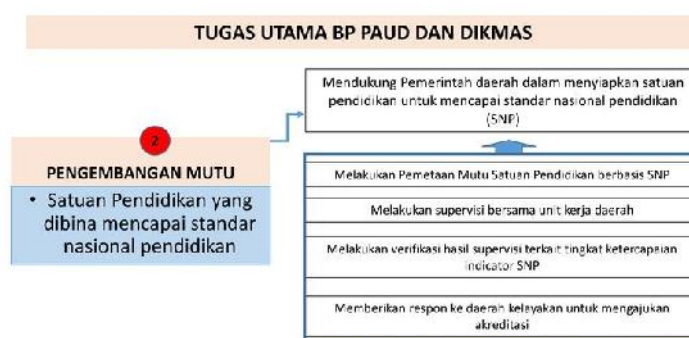 TUGAS UTAMA BP PAUD DAN DIKMAS
Mendukung Pemerintah daerah dalam menyiapkan satuan
pendidikan untuk mencapai standar nasional pendidikan
(SNP)
2
PENGEMBANGAN MUTU
• Satuan Pendidikan yang
dibina mencapai standar
nasional pendidikan
Melakukan Pemetaan Mutu Satuan Pendidikan berbasis SNP
Melakukan supervisi bersama unit kerja daerah
Melakukan verifikasi hasil supervisi terkait tingkat ketercapaian
indicator SNP
Memberikan respon ke daerah kelayakan untuk mengajukan
akreditasi